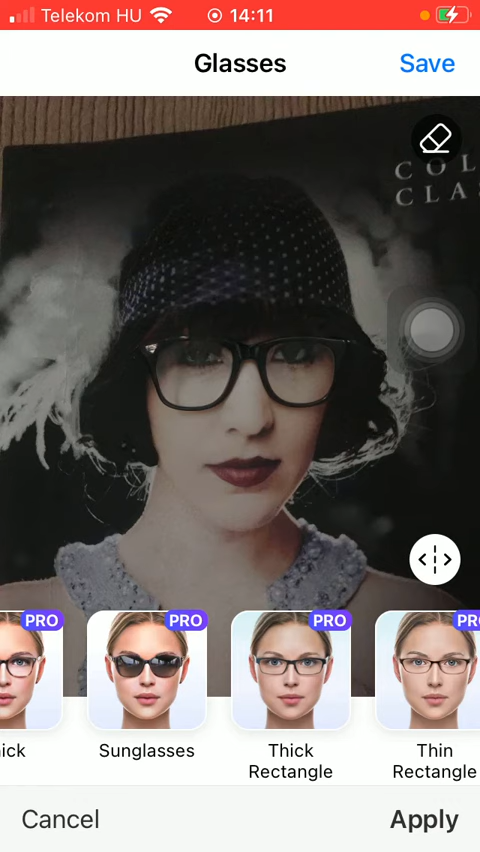 Telekom HU 14:11
Glasses Save
COL
CLAS
PRO PRO PRO PRO
ick Sunglasses Thick Rectangle Thin Rectangle
Cancel Apply